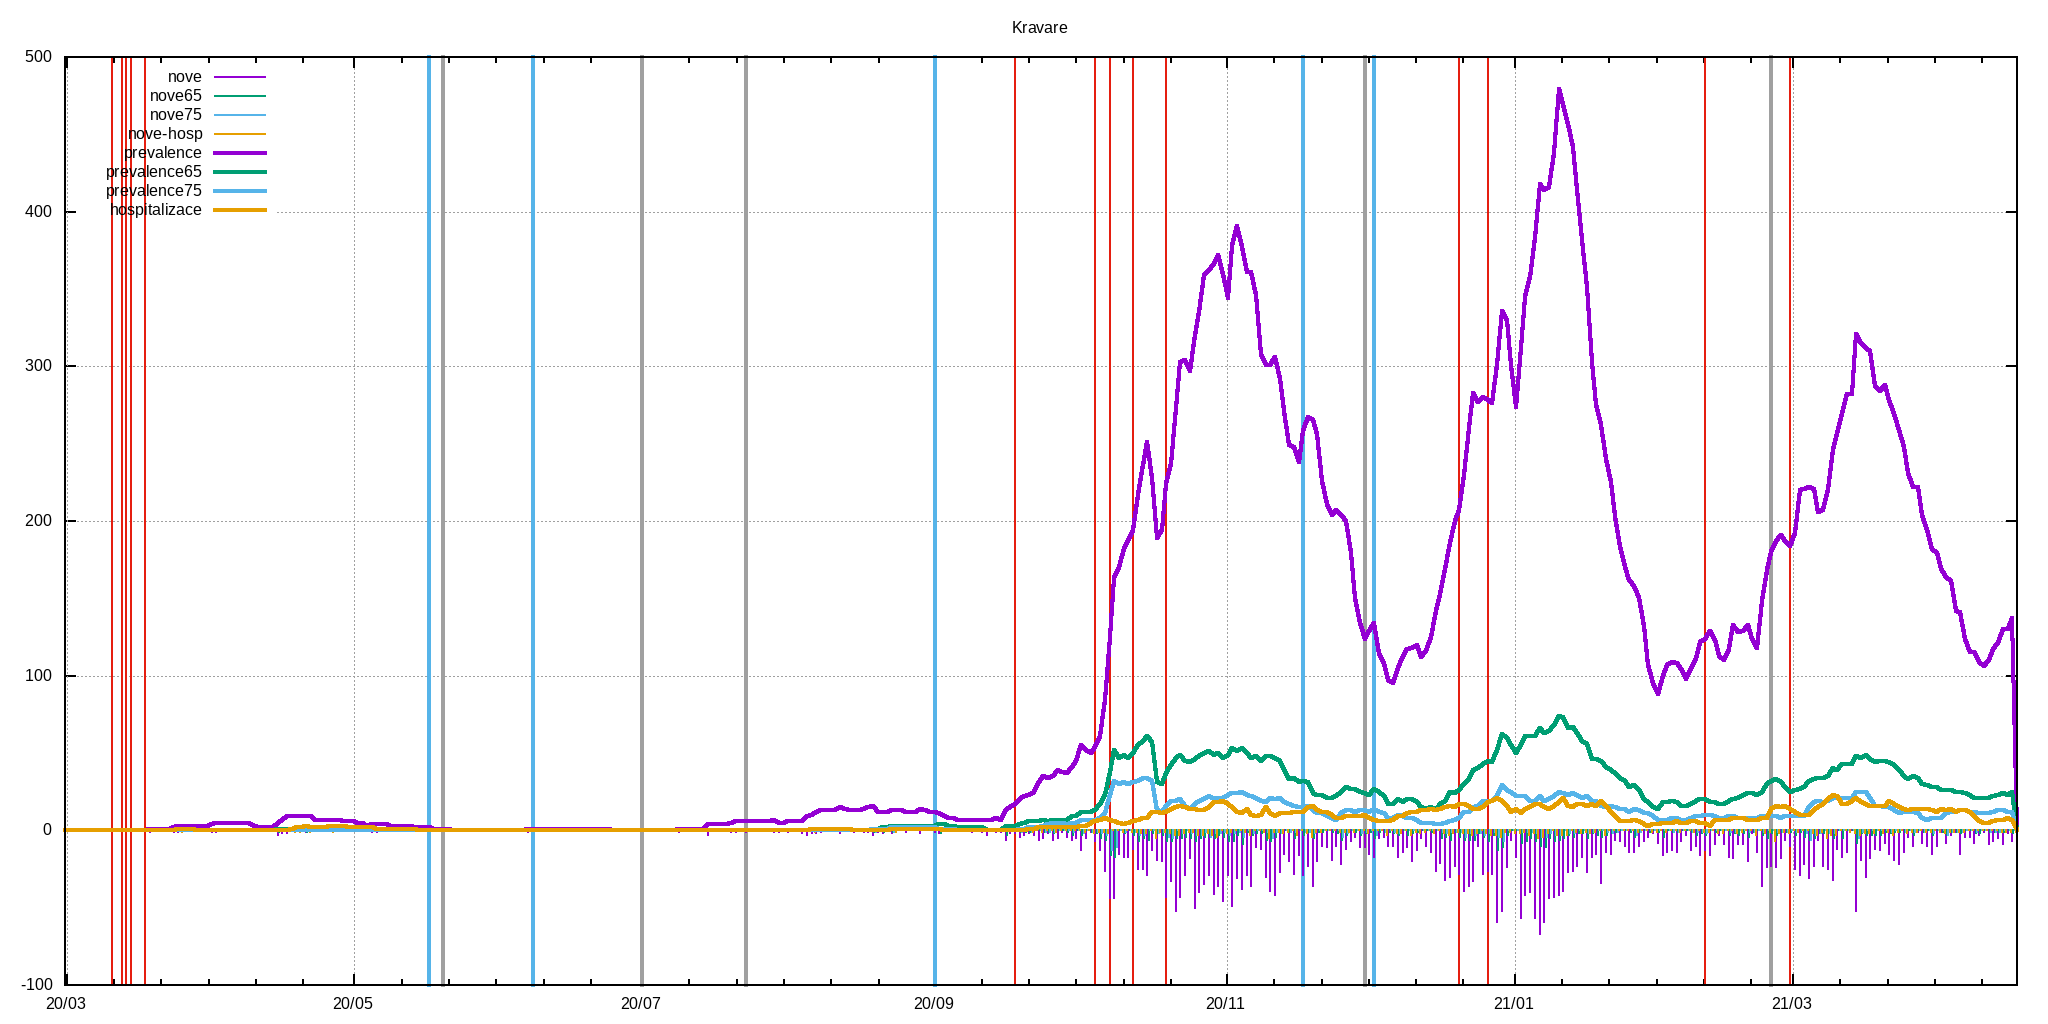 Kravare
500
nove
nove65
nove75
nove-hosp
prevalence
prevalence65
prevalence75
hospitalizace
400
300
200
100
0
-100
20/03 20/05 20/07 20/09 20/11 21/01 21/03